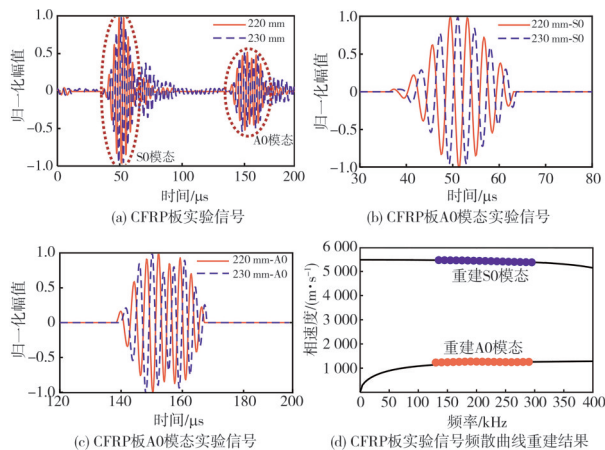 220 mm
230 mm
1.0
0.5
0
-0.5
-1.0
归一化幅值
S0模态
A0模态
0 50 100 150 200
时间/μs
(a) CFRP板实验信号
220 mm-S0
230 mm-S0
1.0
0.5
0
-0.5
-1.0
归一化幅值
30 40 50 60 70 80
时间/μs
(b) CFRP板A0模态实验信号
220 mm-A0
230 mm-A0
1.0
0.5
0
-0.5
-1.0
归一化幅值
120 140 160 180 200
时间/μs
(c) CFRP板A0模态实验信号
6 000
5 000
4 000
3 000
2 000
1 000
相速度/(m·s⁻¹)
重建S0模态
重建A0模态
0 100 200 300 400
频率/kHz
(d) CFRP板实验信号频散曲线重建结果